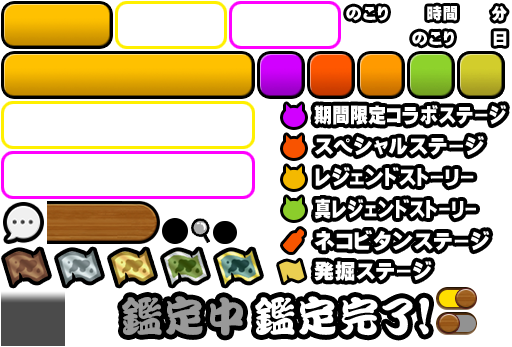 のこり 時間 分
のこり 日
期間限定コラボステージ
スペシャルステージ
レジェンドストーリー
真レジェンドストーリー
ネコビタンステージ
発掘ステージ
鑑定中 鑑定完了!